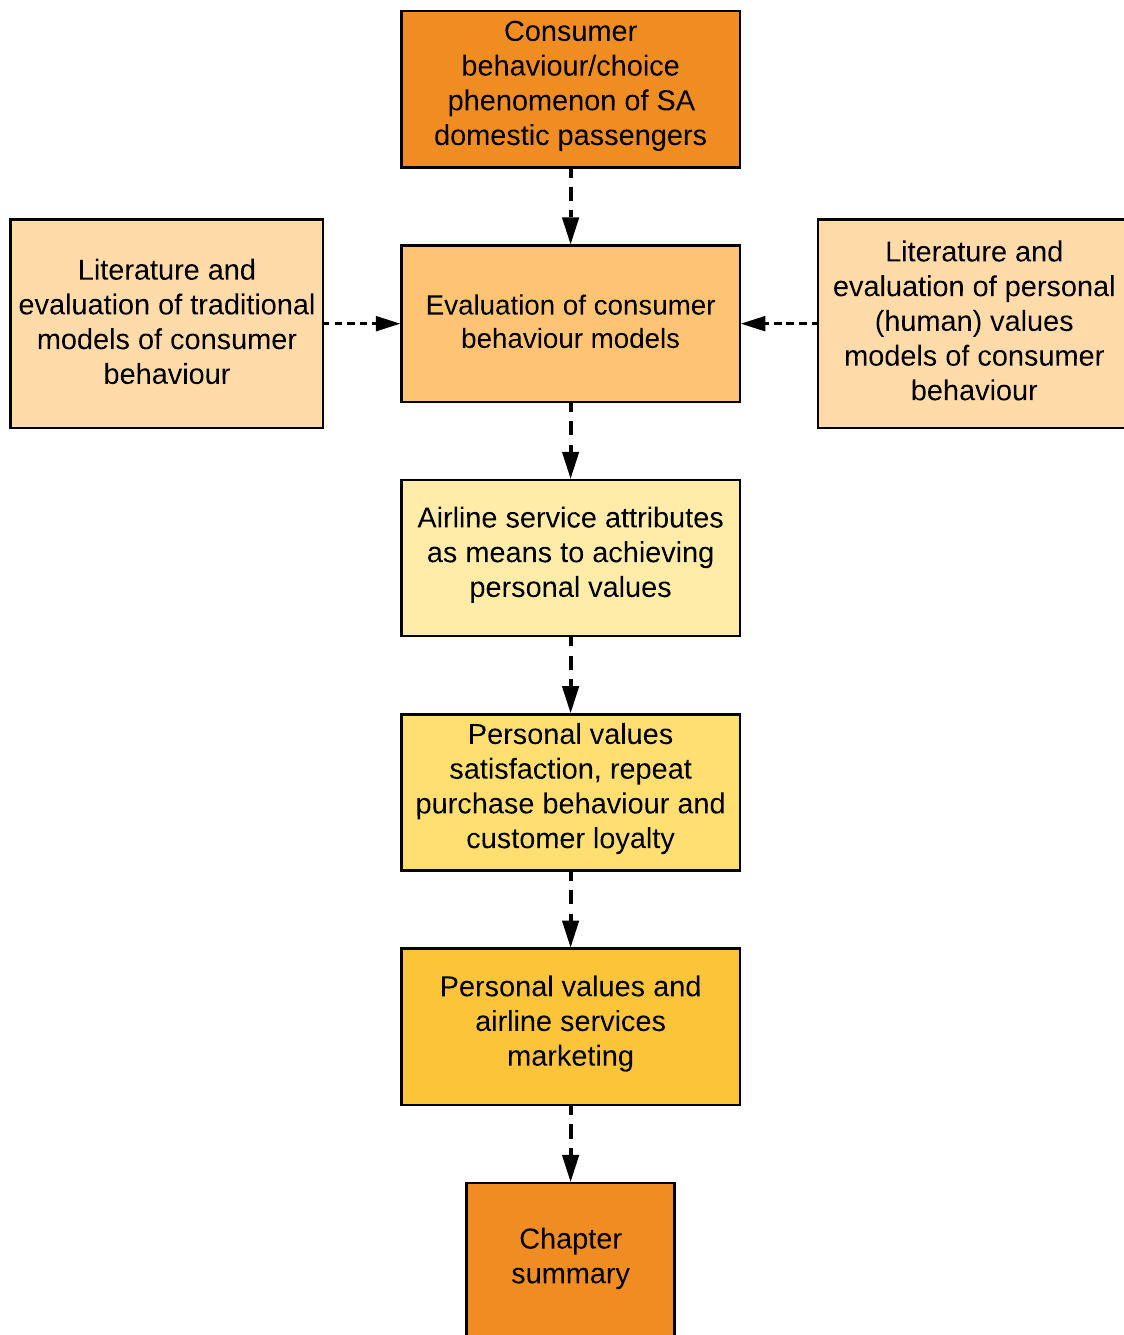 Consumer
behaviour/choice
phenomenon of SA
domestic passengers
Literature and
evaluation of traditional
models of consumer
behaviour
Evaluation of consumer
behaviour models
Literature and
evaluation of personal
(human) values
models of consumer
behaviour
Airline service attributes
as means to achieving
personal values
Personal values
satisfaction, repeat
purchase behaviour and
customer loyalty
Personal values and
airline services
marketing
Chapter
summary